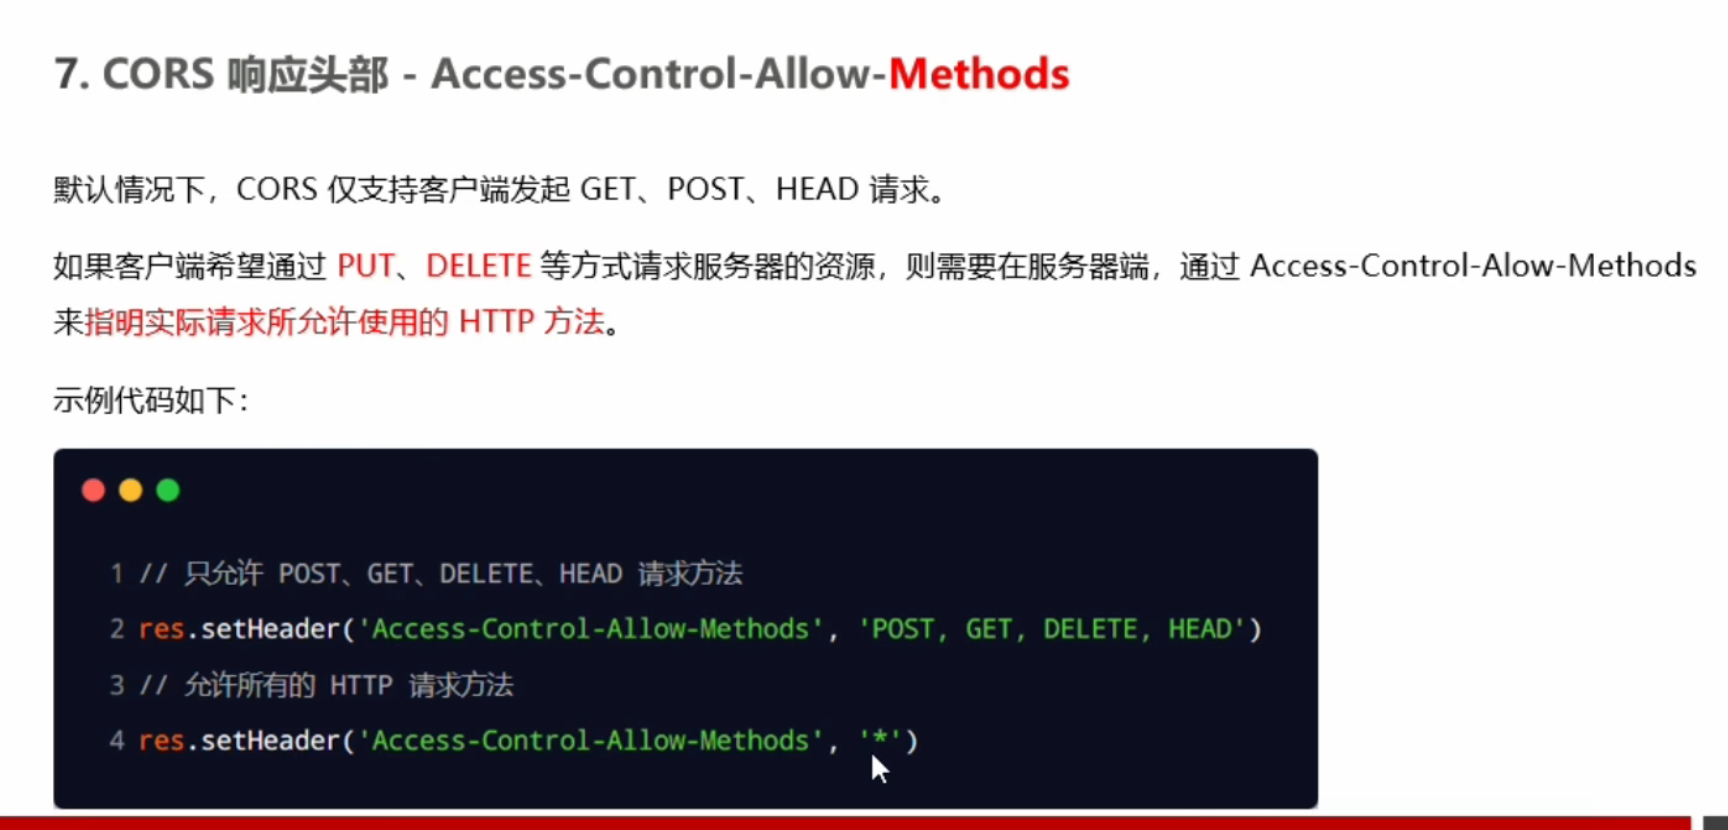 7. CORS 响应头部 - Access-Control-Allow-Methods
默认情况下，CORS 仅支持客户端发起 GET、POST、HEAD 请求。
如果客户端希望通过 PUT、DELETE 等方式请求服务器的资源，则需要在服务器端，通过 Access-Control-Alow-Methods
来指明实际请求所允许使用的 HTTP 方法。
示例代码如下：
1 // 只允许 POST、GET、DELETE、HEAD 请求方法
2 res.setHeader('Access-Control-Allow-Methods', 'POST, GET, DELETE, HEAD')
3 // 允许所有的 HTTP 请求方法
4 res.setHeader('Access-Control-Allow-Methods', '*')